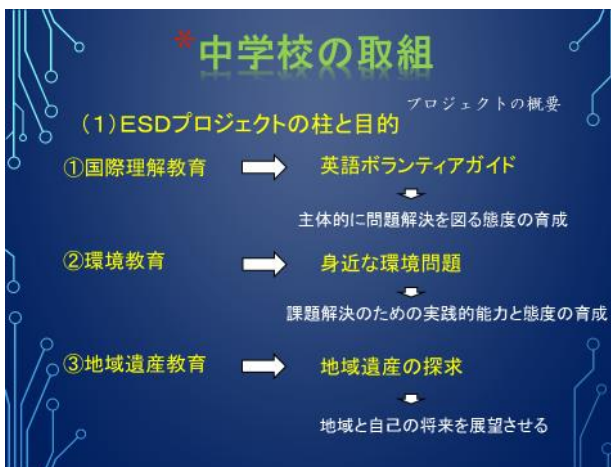 *中学校の取組
プロジェクトの概要
（1）ESDプロジェクトの柱と目的
①国際理解教育 英語ボランティアガイド
主体的に問題解決を図る態度の育成
②環境教育 身近な環境問題
課題解決のための実践的能力と態度の育成
③地域遺産教育 地域遺産の探求
地域と自己の将来を展望させる